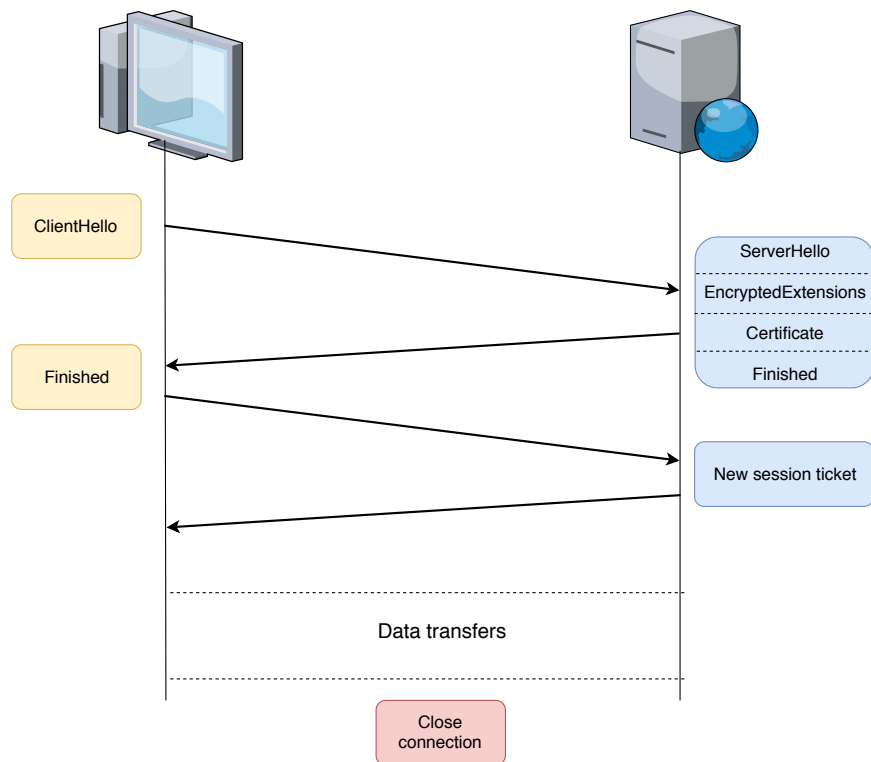 ClientHello
ServerHello
EncryptedExtensions
Certificate
Finished
Finished
New session ticket
Data transfers
Close
connection